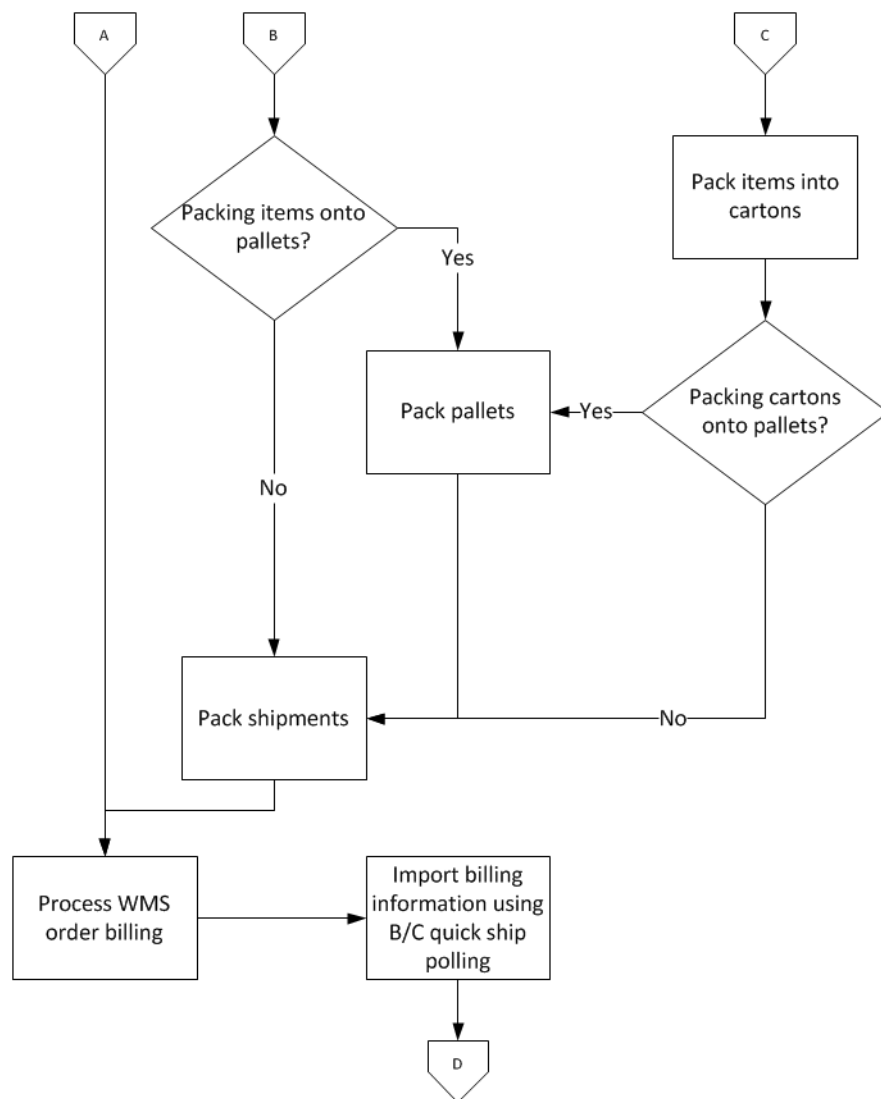 A
B
C
Packing items onto
pallets?
Pack items into
cartons
Yes
Pack pallets
Yes
Packing cartons
onto pallets?
No
Pack shipments
No
Process WMS
order billing
Import billing
information using
B/C quick ship
polling
D